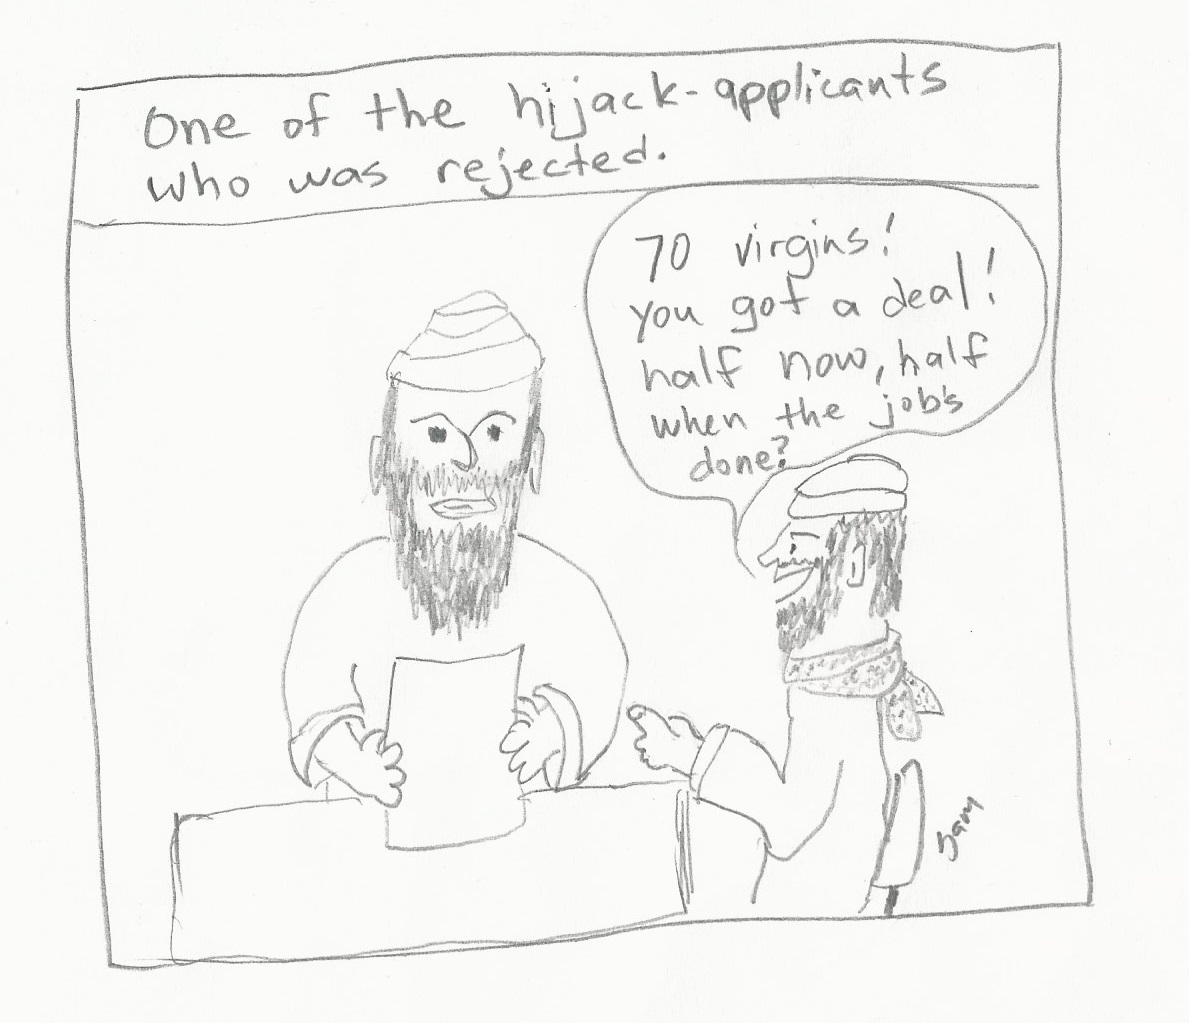 One of the hijack-applicants
who was rejected.
70 virgins!
you got a deal!
half now, half
when the job's
done?